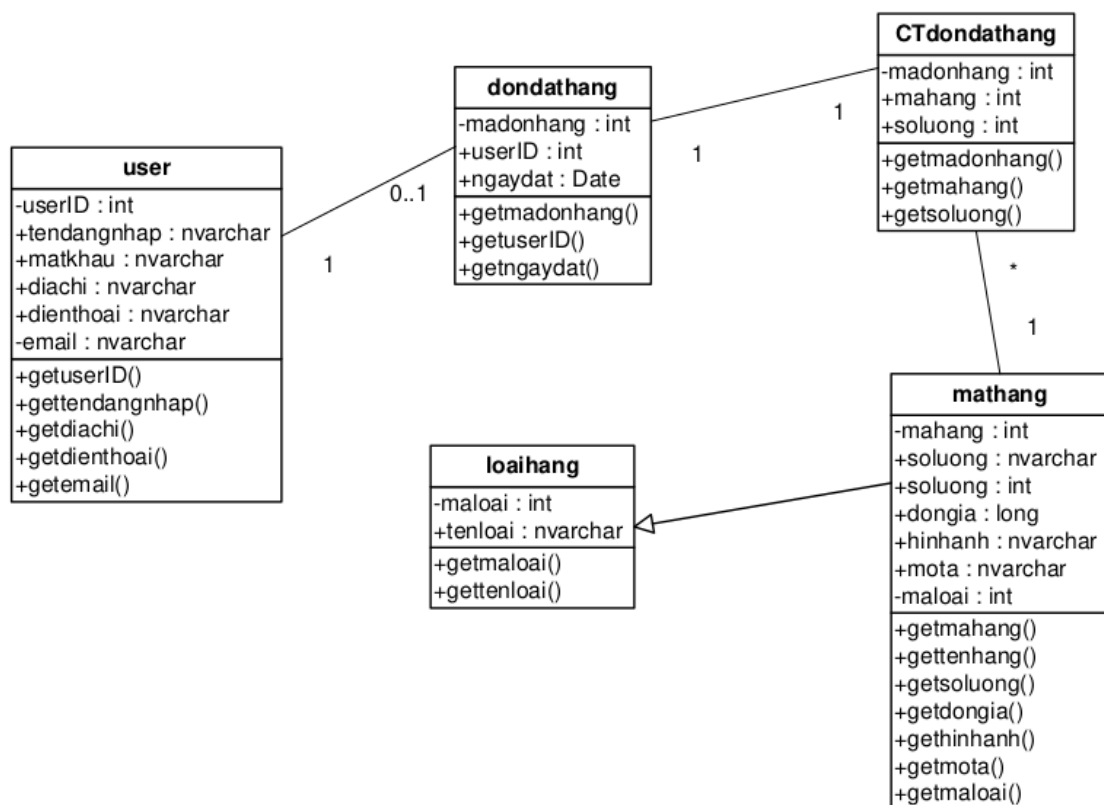 user
-userID : int
+tendangnhap : nvarchar
+matkhau : nvarchar
+diachi : nvarchar
+dienthoai : nvarchar
-email : nvarchar
+getuserID()
+gettendangnhap()
+getdiachi()
+getdienthoai()
+getemail()
1
0..1
dondathang
-madonhang : int
+userID : int
+ngaydat : Date
+getmadonhang()
+getuserID()
+getngaydat()
1
1
CTdondathang
-madonhang : int
+mahang : int
+soluong : int
+getmadonhang()
+getmahang()
+getsoluong()
*
1
loaihang
-maloai : int
+tenloai : nvarchar
+getmaloai()
+gettenloai()
mathang
-mahang : int
+soluong : nvarchar
+soluong : int
+dongia : long
+hinhanh : nvarchar
+mota : nvarchar
-maloai : int
+getmahang()
+gettenhang()
+getsoluong()
+getdongia()
+gethinhanh()
+getmota()
+getmaloai()